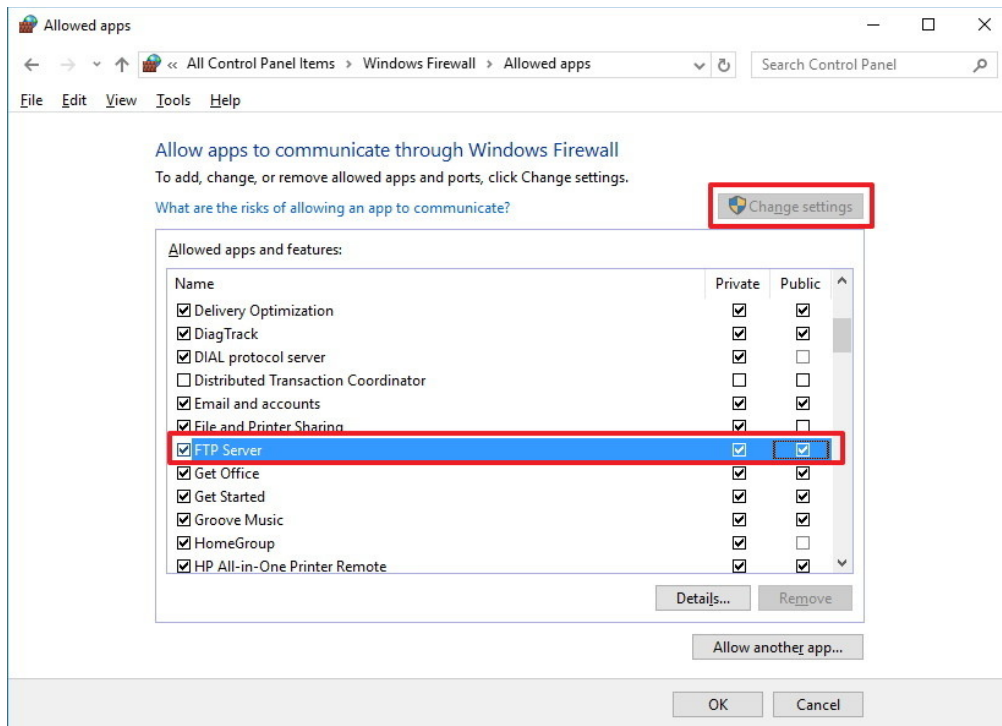 Allowed apps
« All Control Panel Items > Windows Firewall > Allowed apps
Search Control Panel
File Edit View Tools Help
Allow apps to communicate through Windows Firewall
To add, change, or remove allowed apps and ports, click Change settings.
What are the risks of allowing an app to communicate?
Change settings
Allowed apps and features:
Name Private Public
Delivery Optimization
DiagTrack
DIAL protocol server
Distributed Transaction Coordinator
Email and accounts
File and Printer Sharing
FTP Server
Get Office
Get Started
Groove Music
HomeGroup
HP All-in-One Printer Remote
Details... Remove
Allow another app...
OK Cancel